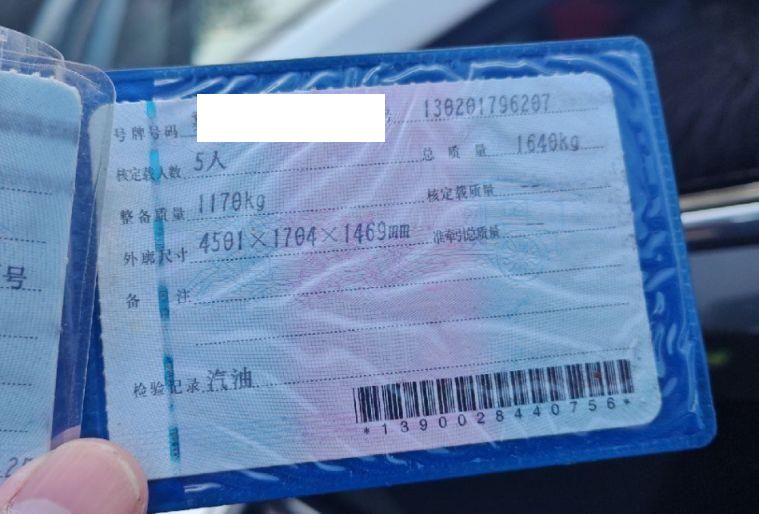 号牌号码 130201796207
核定载人数 5人 总质量 1640kg
整备质量 1170kg 核定载质量 --
外廓尺寸 4501×1704×1469mm 准牵引总质量 --
备注
检验记录 汽油
*1390028440756*
号